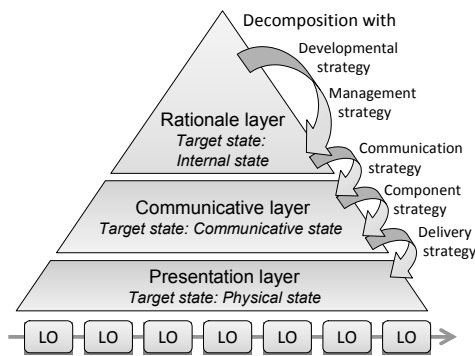 Decomposition with
Developmental
strategy
Management
strategy
Rationale layer
Target state:
Internal state
Communication
strategy
Component
strategy
Communicative layer
Target state: Communicative state
Delivery
strategy
Presentation layer
Target state: Physical state
LO LO LO LO LO LO LO